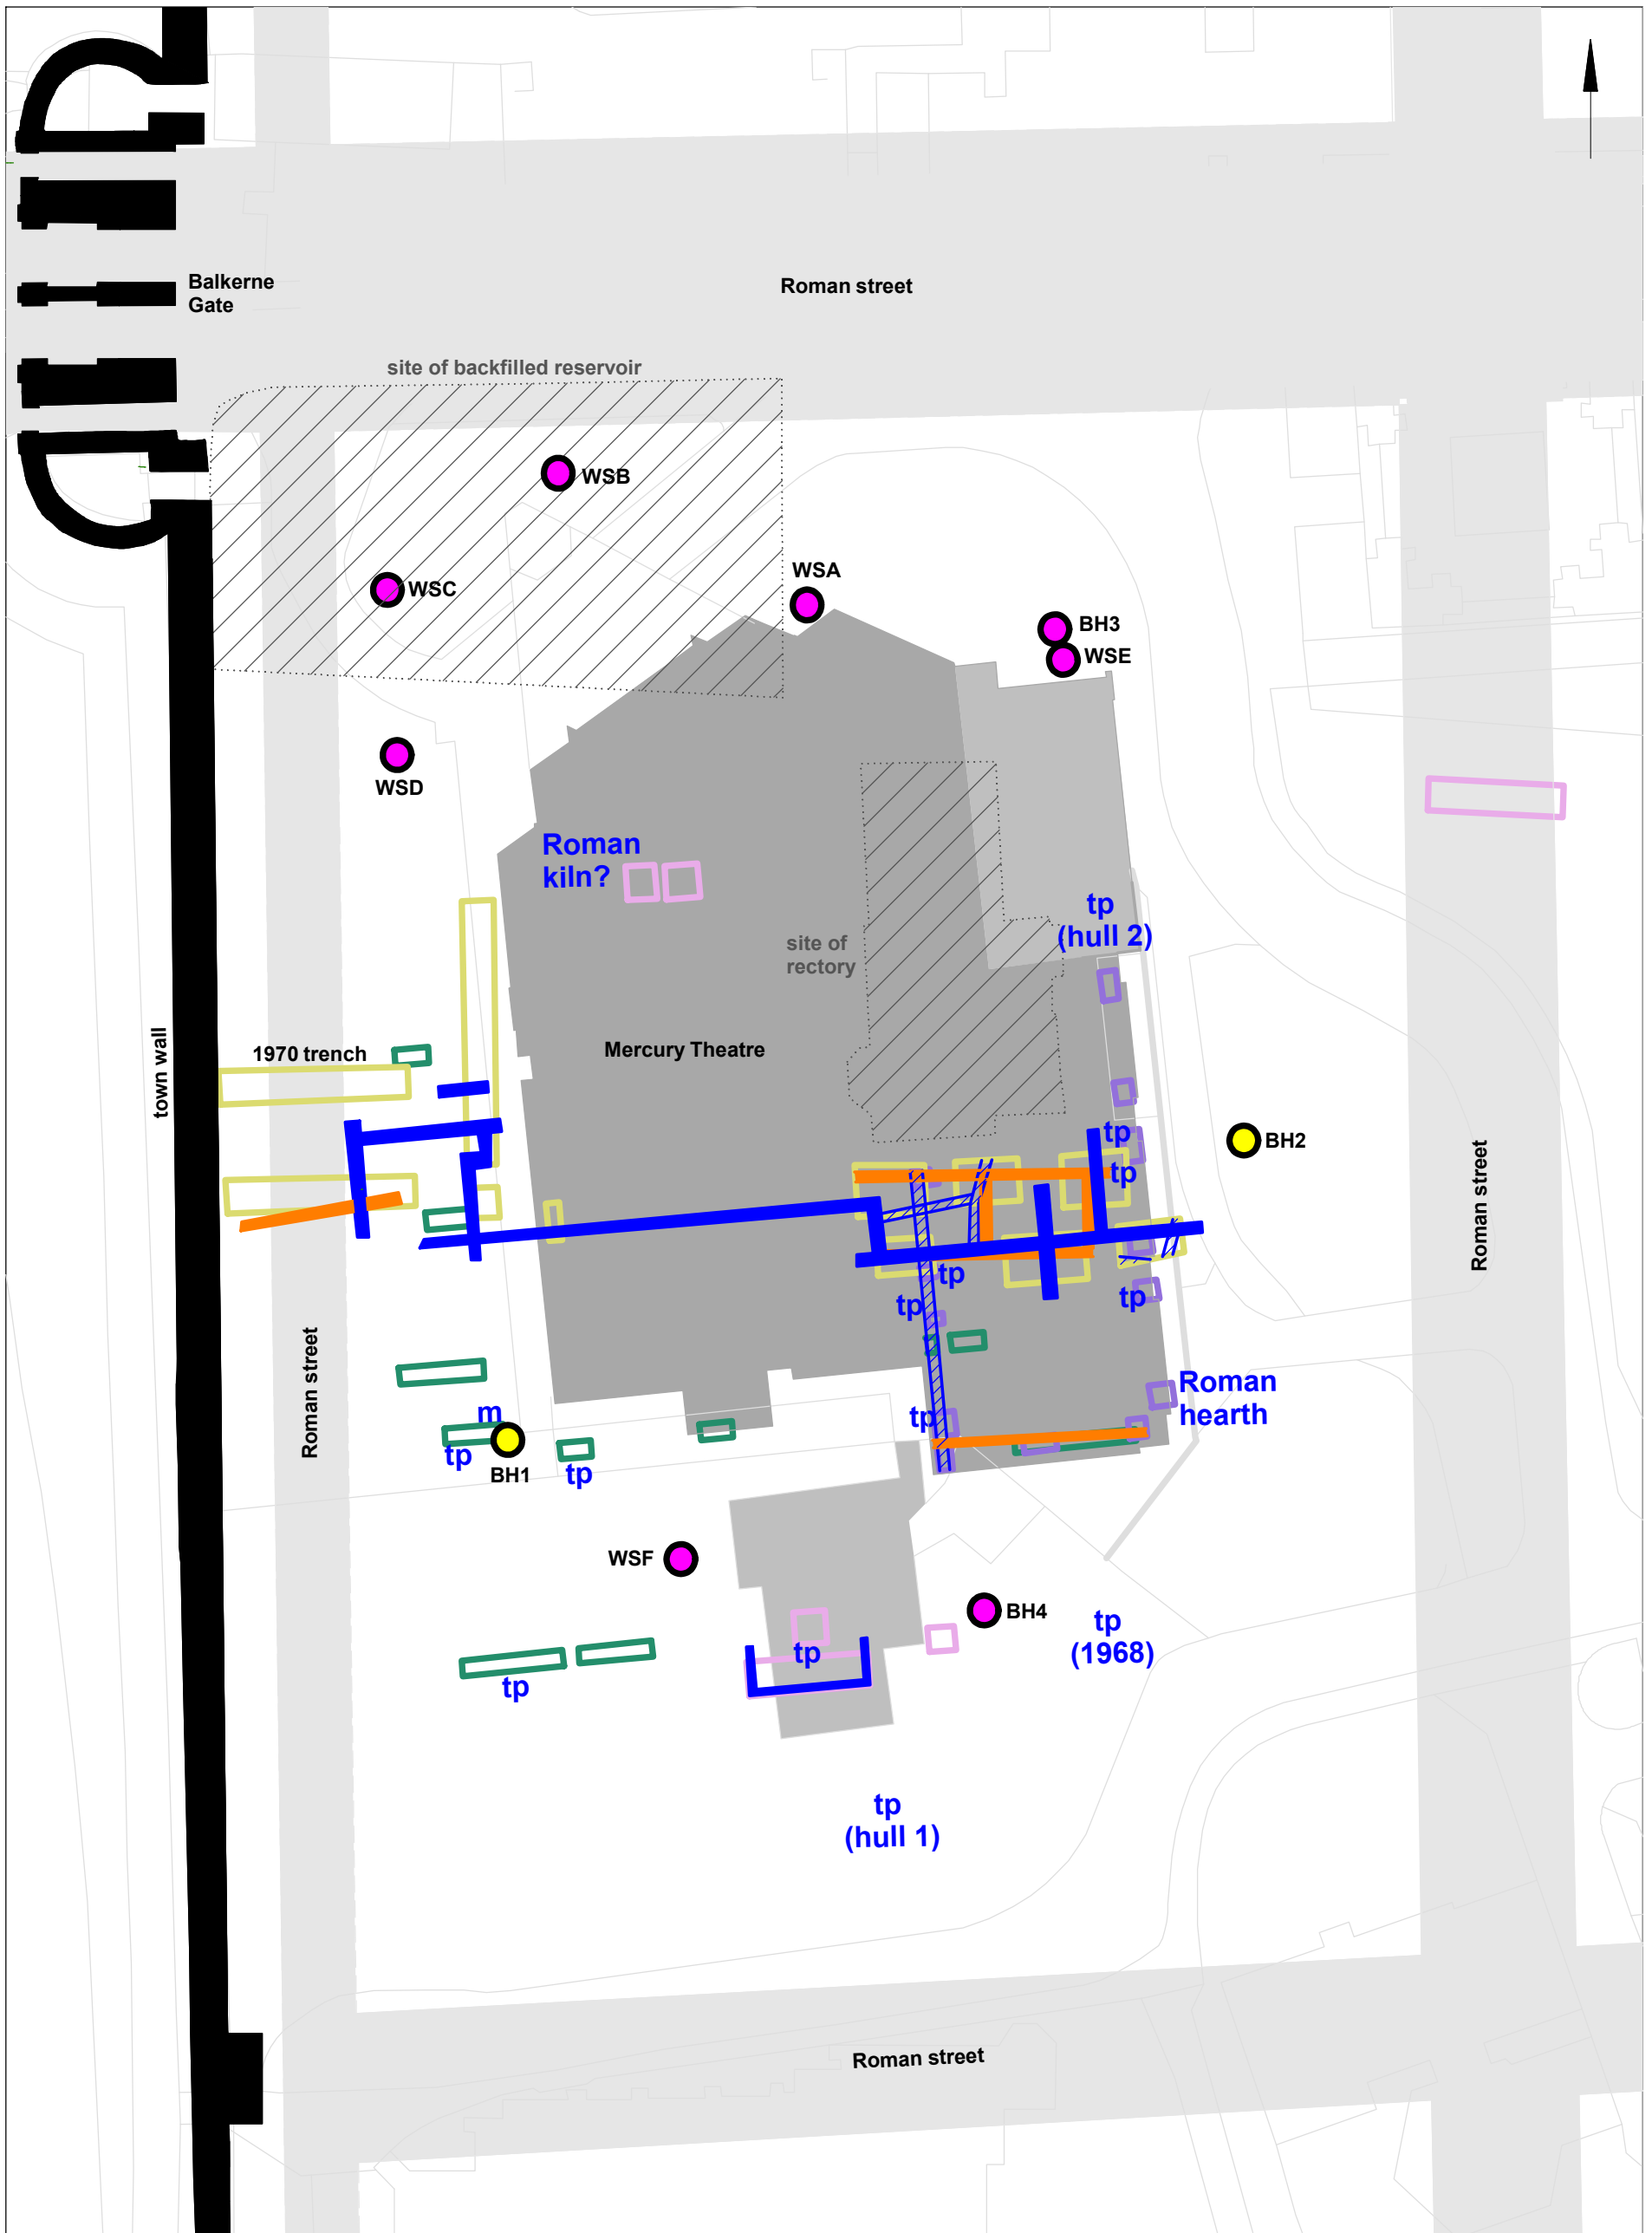 Balkerne
Gate
Roman street
site of backfilled reservoir
WSB
WSA
WSC
BH3
WSE
WSD
Roman
kiln?
tp
(hull 2)
site of
rectory
town wall
1970 trench
Mercury Theatre
tp
BH2
tp
Roman street
tp
tp
tp
Roman street
Roman
hearth
m
tp
tp
BH1
tp
WSF
BH4
tp
(1968)
tp
tp
tp
(hull 1)
Roman street